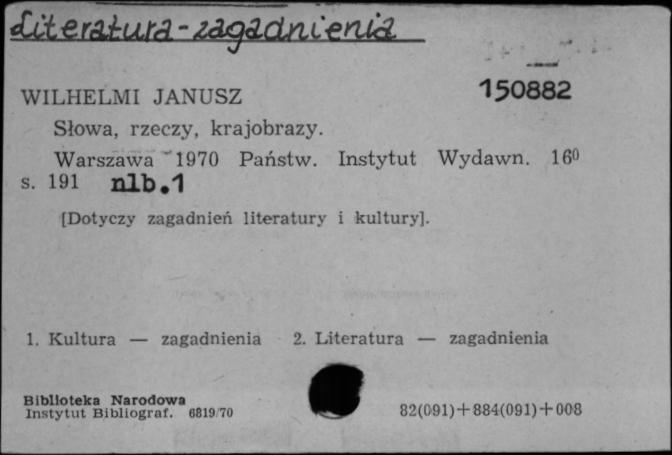 Literatura-zagadnienia
150882
WILHELMI JANUSZ
Słowa, rzeczy, krajobrazy.
Warszawa 1970 Państw. Instytut Wydawn. 16⁰
s. 191 nlb.1
[Dotyczy zagadnień literatury i kultury].
1. Kultura — zagadnienia 2. Literatura — zagadnienia
Biblioteka Narodowa
Instytut Bibliograf. 6819/70 82(091)+884(091)+008